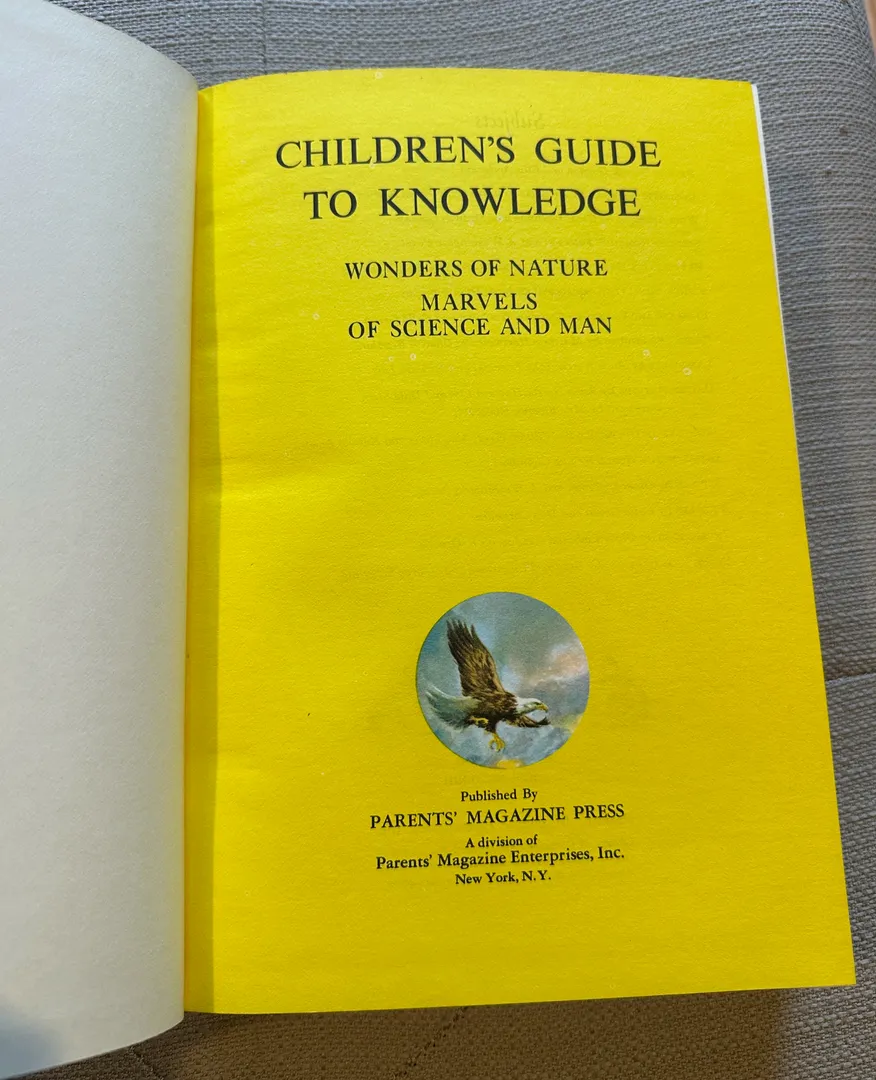 CHILDREN'S GUIDE
TO KNOWLEDGE
WONDERS OF NATURE
MARVELS
OF SCIENCE AND MAN
Published By
PARENTS' MAGAZINE PRESS
A division of
Parents' Magazine Enterprises, Inc.
New York, N.Y.